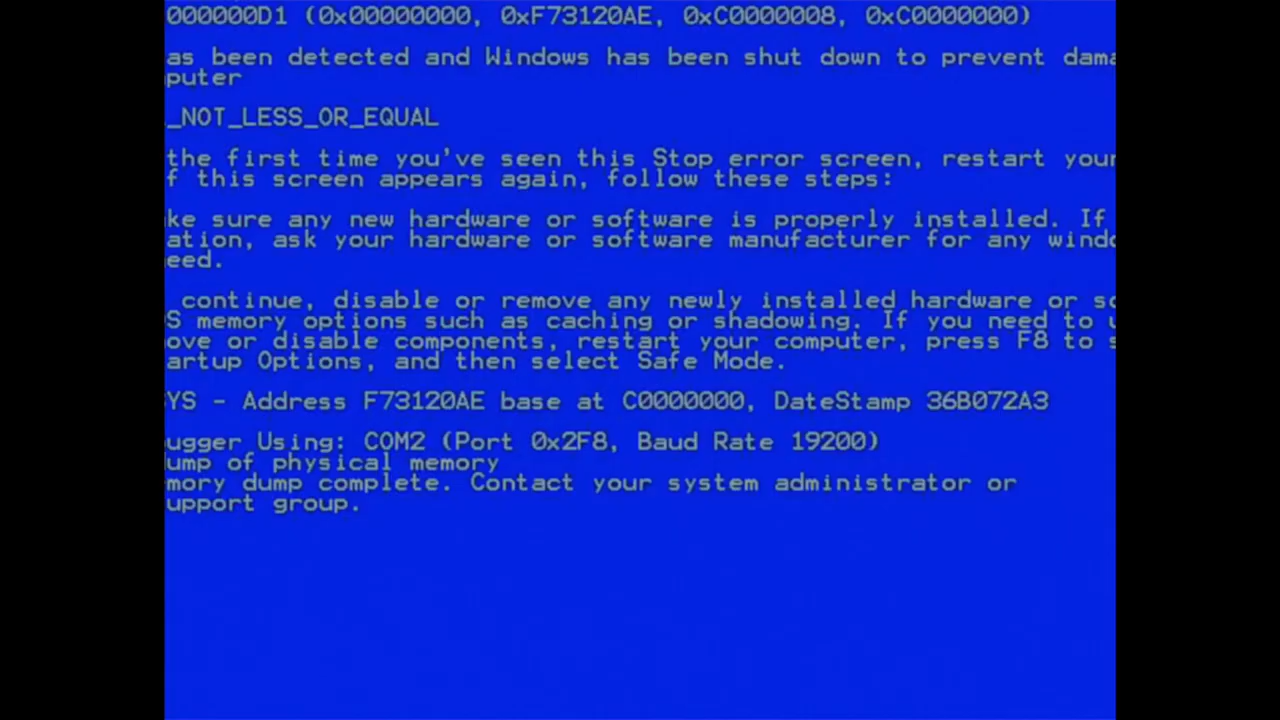 000000D1 (0x00000000, 0xF73120AE, 0xC0000008, 0xC0000000)
as been detected and Windows has been shut down to prevent dama
puter
_NOT_LESS_OR_EQUAL
the first time you've seen this Stop error screen, restart your
f this screen appears again, follow these steps:
ke sure any new hardware or software is properly installed. If
ation, ask your hardware or software manufacturer for any windo
eed.
continue, disable or remove any newly installed hardware or so
S memory options such as caching or shadowing. If you need to u
ove or disable components, restart your computer, press F8 to s
artup Options, and then select Safe Mode.
SYS - Address F73120AE base at C0000000, DateStamp 36B072A3
ugger Using: COM2 (Port 0x2F8, Baud Rate 19200)
dump of physical memory
mory dump complete. Contact your system administrator or
upport group.